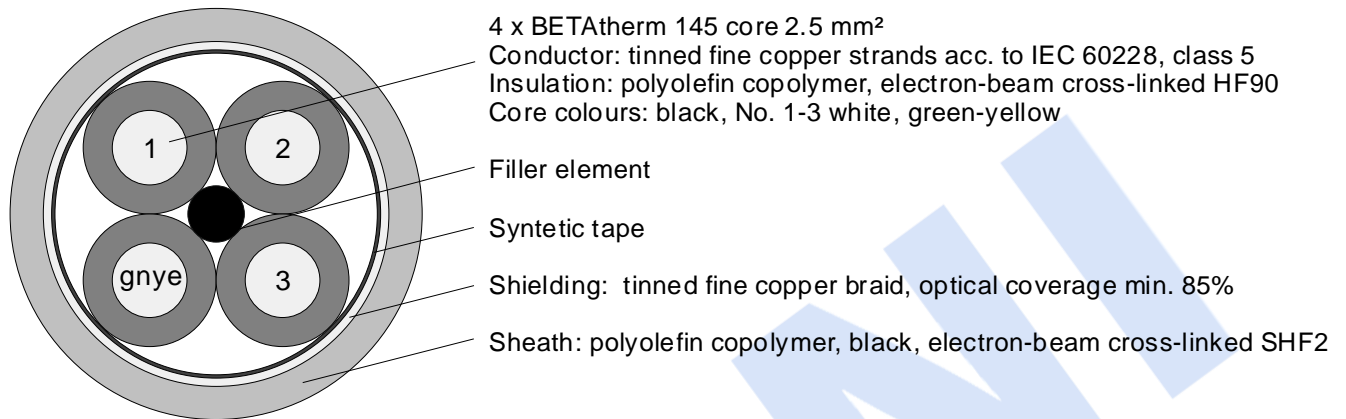 4 x BETAtherm 145 core 2.5 mm²
Conductor: tinned fine copper strands acc. to IEC 60228, class 5
Insulation: polyolefin copolymer, electron-beam cross-linked HF90
Core colours: black, No. 1-3 white, green-yellow
1
2
Filler element
Syntetic tape
gnye
3
Shielding: tinned fine copper braid, optical coverage min. 85%
Sheath: polyolefin copolymer, black, electron-beam cross-linked SHF2